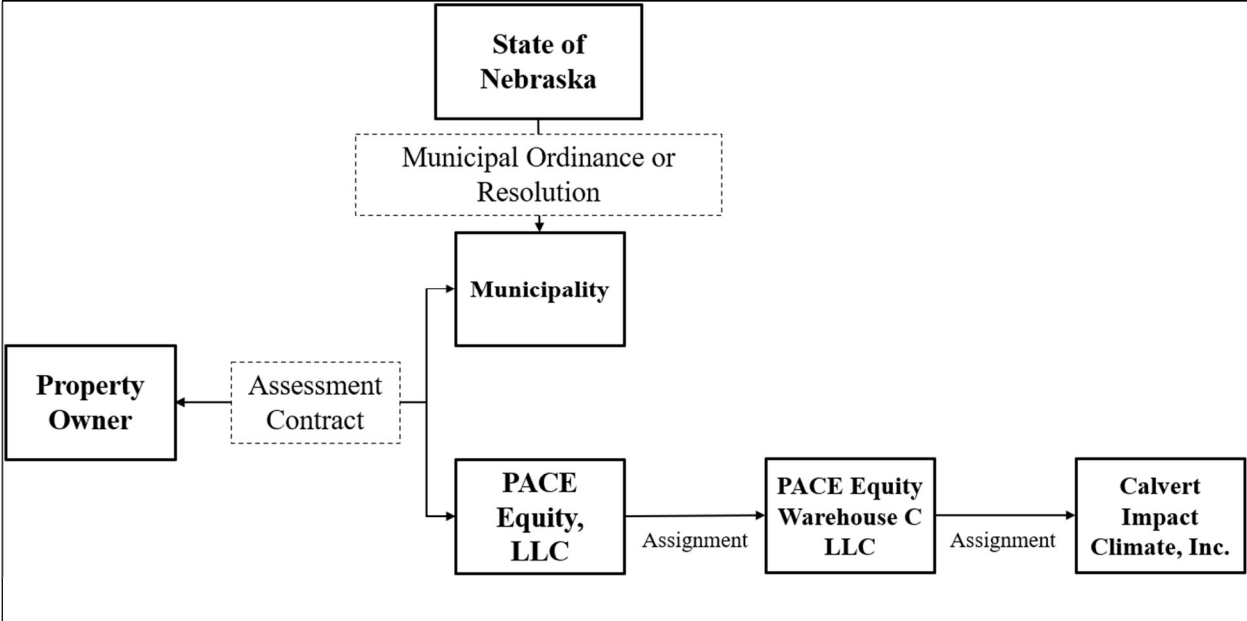 State of
Nebraska
Municipal Ordinance or
Resolution
Municipality
Property
Owner
Assessment
Contract
PACE
Equity,
LLC
Assignment
PACE Equity
Warehouse C
LLC
Assignment
Calvert
Impact
Climate, Inc.